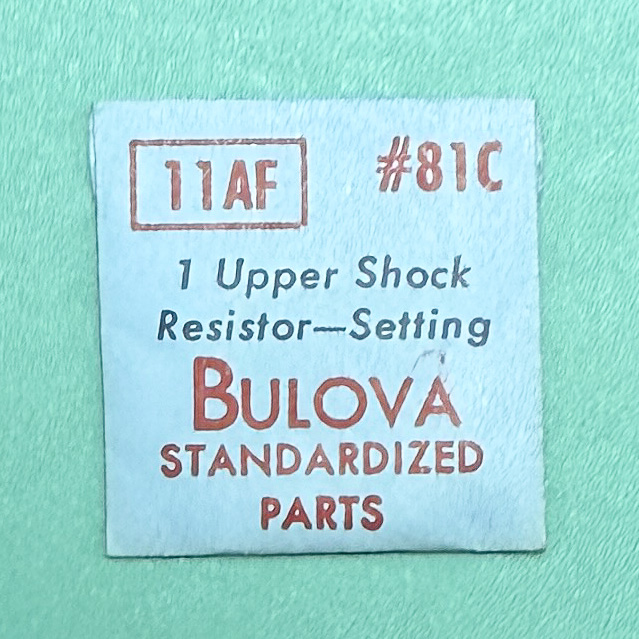 11AF #81C
1 Upper Shock
Resistor—Setting
BULOVA
STANDARDIZED
PARTS